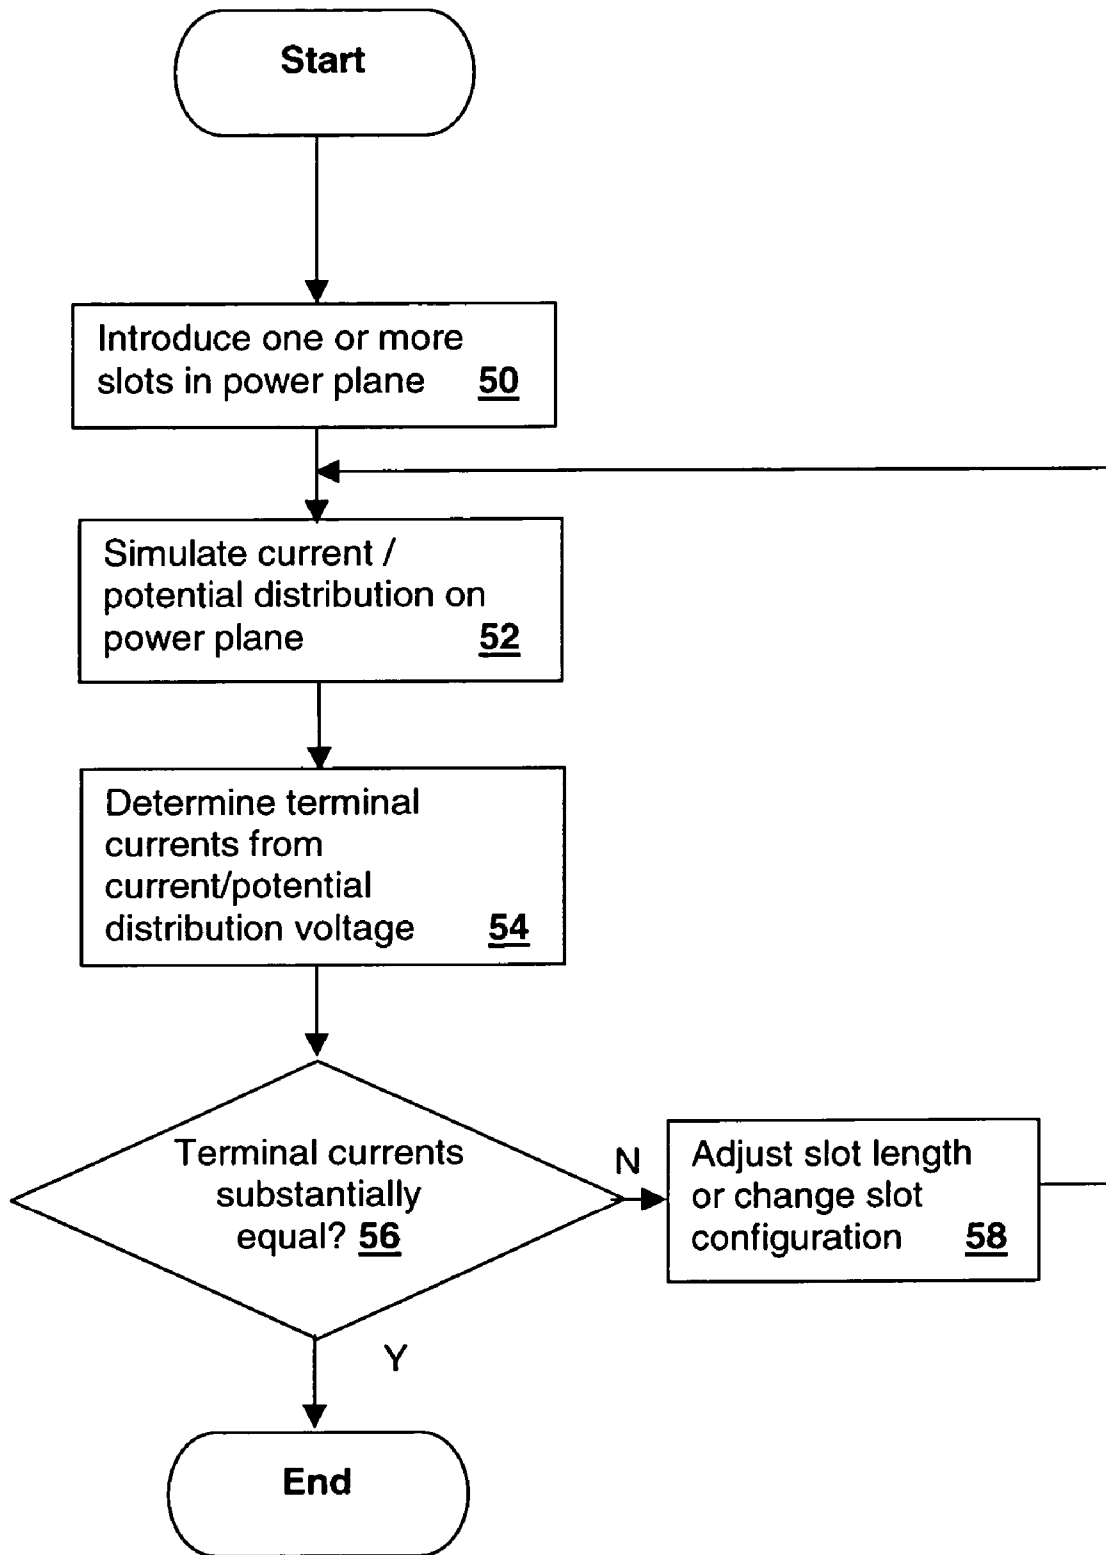 Start
Introduce one or more
slots in power plane 50
Simulate current /
potential distribution on
power plane 52
Determine terminal
currents from
current/potential
distribution voltage 54
Terminal currents
substantially
equal? 56
N
Adjust slot length
or change slot
configuration 58
Y
End